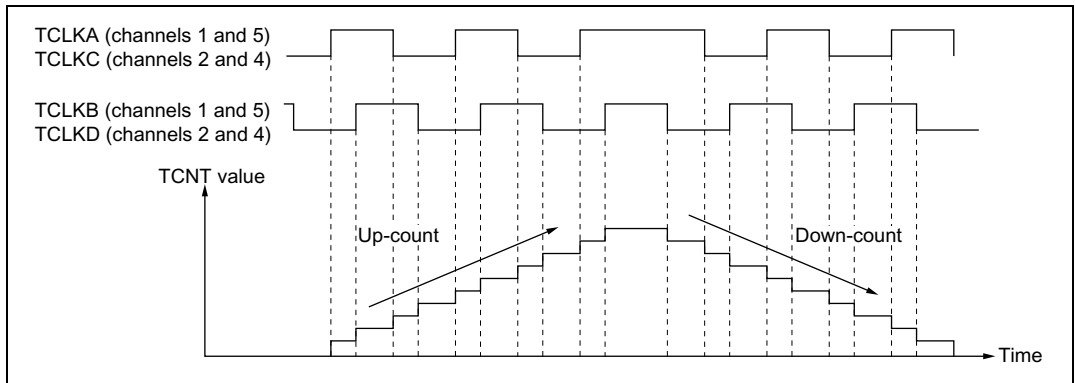 TCLKA (channels 1 and 5)
TCLKC (channels 2 and 4)
TCLKB (channels 1 and 5)
TCLKD (channels 2 and 4)
TCNT value
Up-count
Down-count
Time